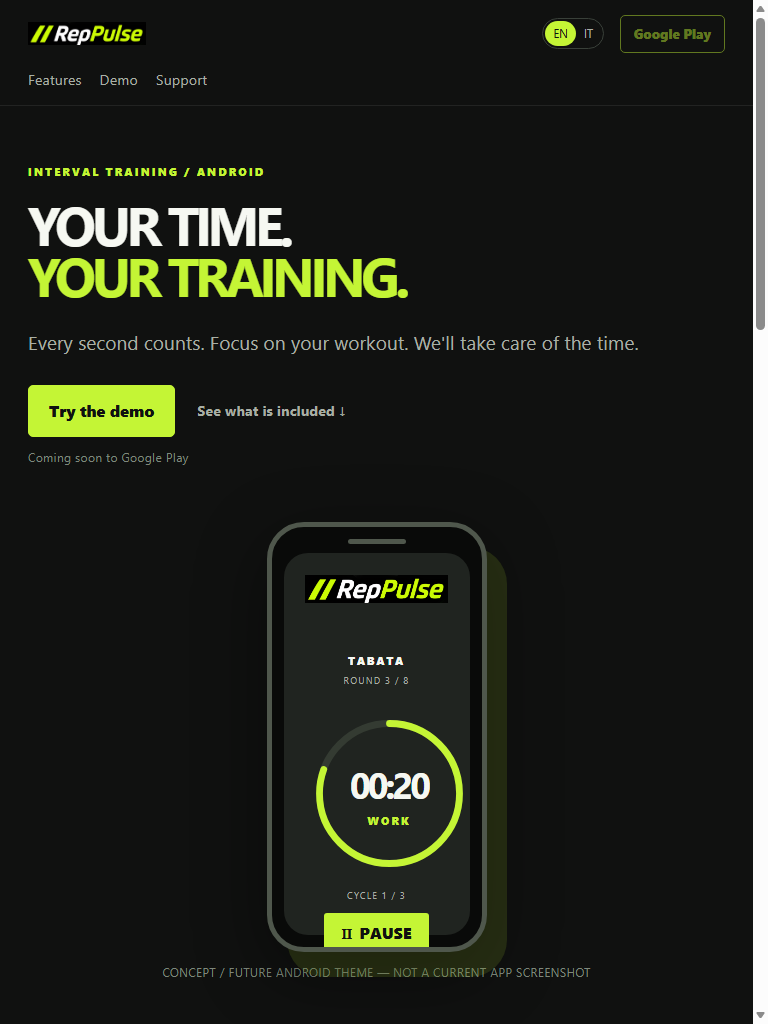 RepPulse
EN IT
Google Play
Features Demo Support
INTERVAL TRAINING / ANDROID
YOUR TIME.
YOUR TRAINING.
Every second counts. Focus on your workout. We'll take care of the time.
Try the demo
See what is included ↓
Coming soon to Google Play
RepPulse
TABATA
ROUND 3 / 8
00:20
WORK
CYCLE 1 / 3
PAUSE
CONCEPT / FUTURE ANDROID THEME — NOT A CURRENT APP SCREENSHOT